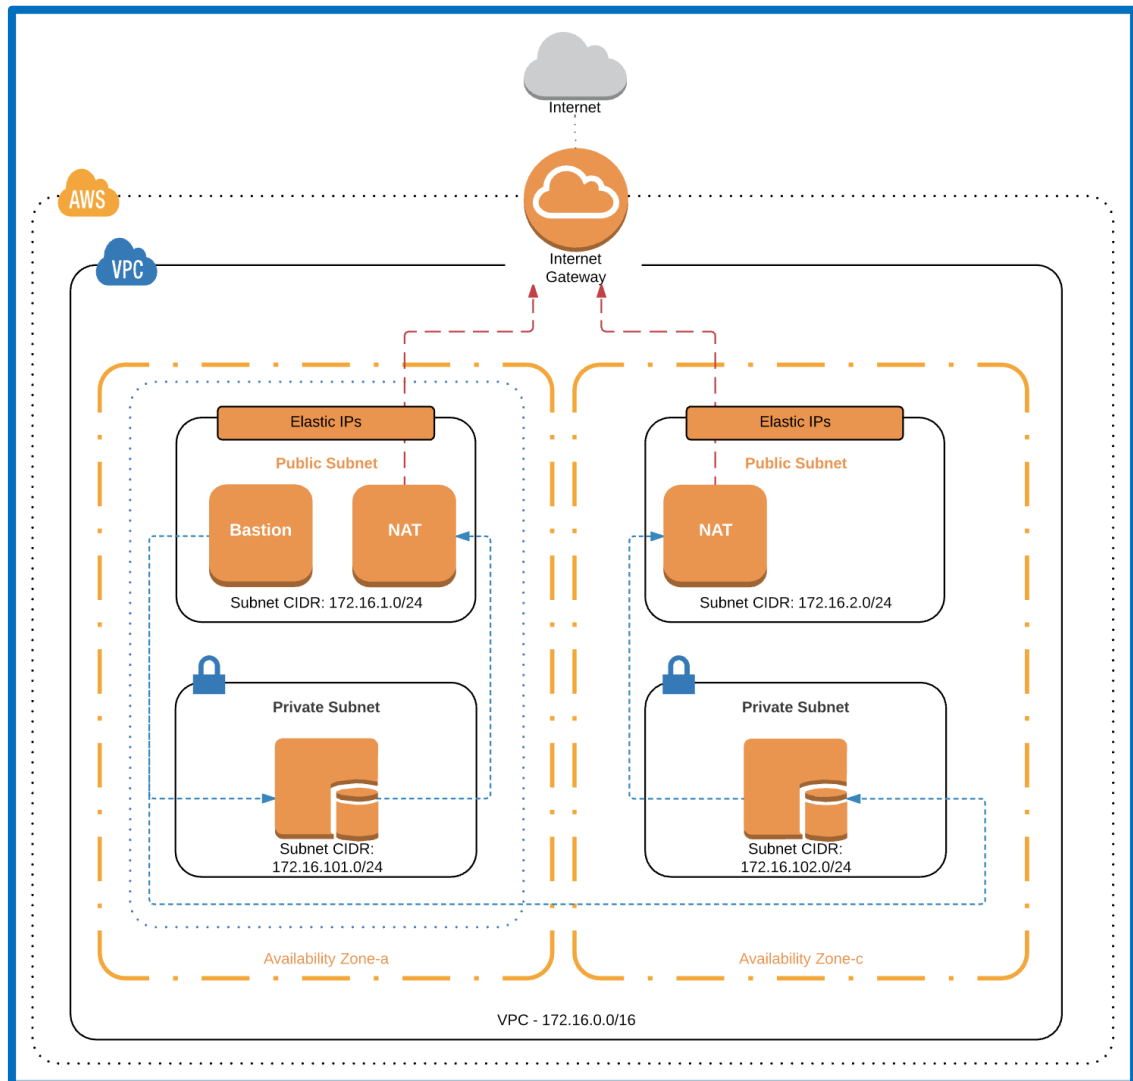 Internet
AWS
Internet
Gateway
VPC
Elastic IPs
Elastic IPs
Public Subnet
Public Subnet
Bastion
NAT
NAT
Subnet CIDR: 172.16.1.0/24
Subnet CIDR: 172.16.2.0/24
Private Subnet
Private Subnet
Subnet CIDR:
172.16.101.0/24
Subnet CIDR:
172.16.102.0/24
Availability Zone-a
Availability Zone-c
VPC - 172.16.0.0/16